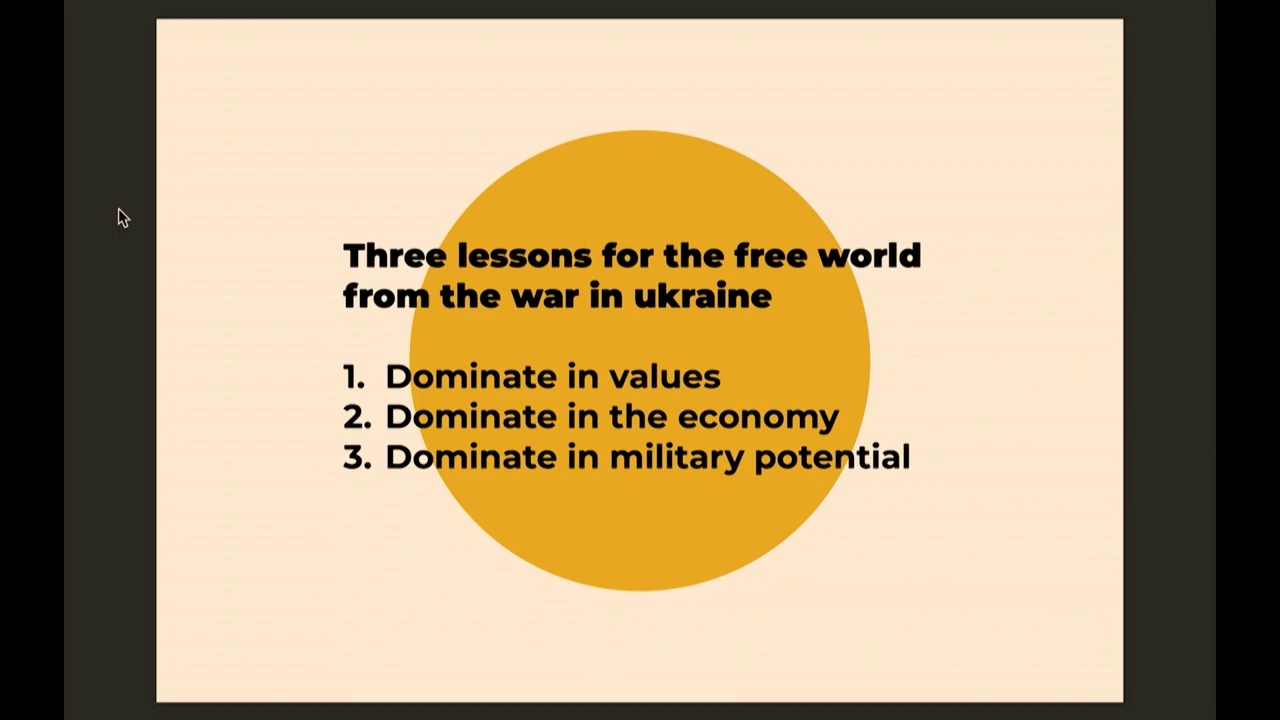 Three lessons for the free world
from the war in ukraine
1. Dominate in values
2. Dominate in the economy
3. Dominate in military potential